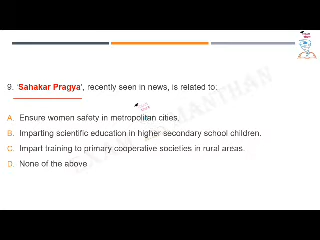 9. 'Sahakar Pragya', recently seen in news, is related to:
A. Ensure women safety in metropolitan cities.
B. Imparting scientific education in higher secondary school children.
C. Impart training to primary cooperative societies in rural areas.
D. None of the above